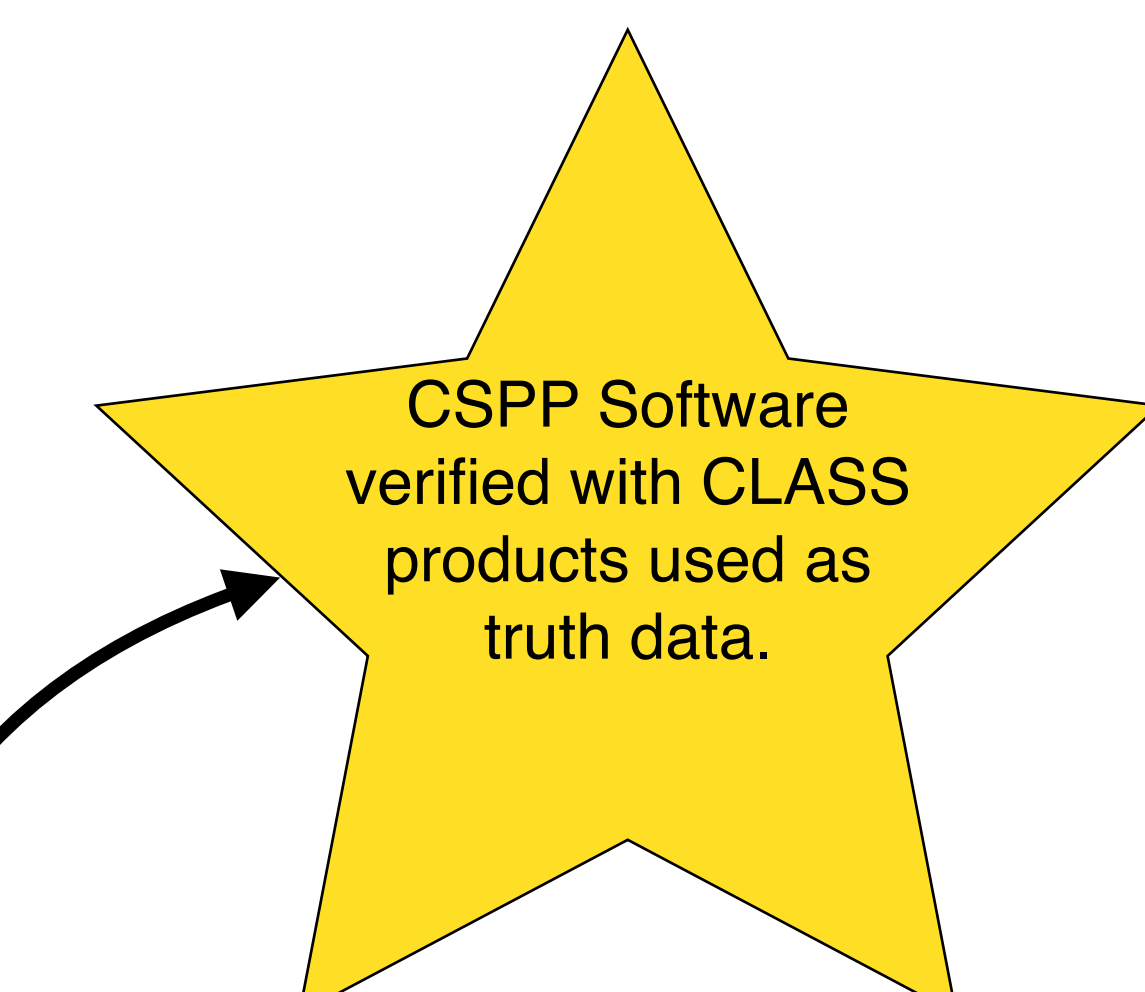 CSPP Software
verified with CLASS
products used as
truth data.